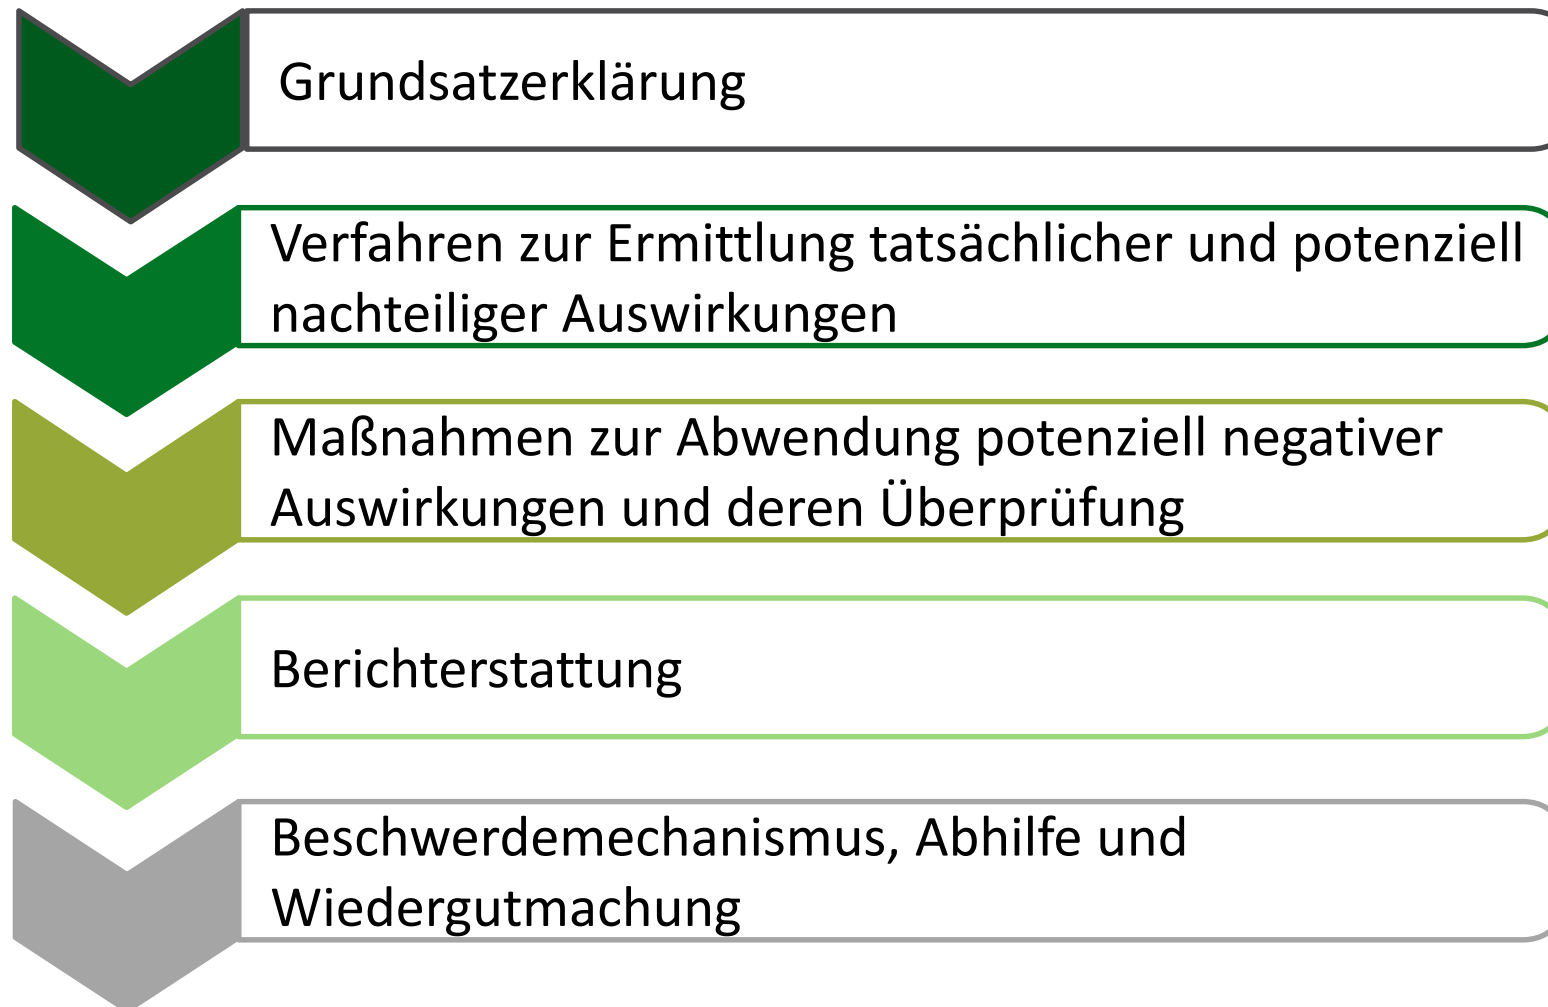 Grundsatzerklärung
Verfahren zur Ermittlung tatsächlicher und potenziell
nachteiliger Auswirkungen
Maßnahmen zur Abwendung potenziell negativer
Auswirkungen und deren Überprüfung
Berichterstattung
Beschwerdemechanismus, Abhilfe und
Wiedergutmachung